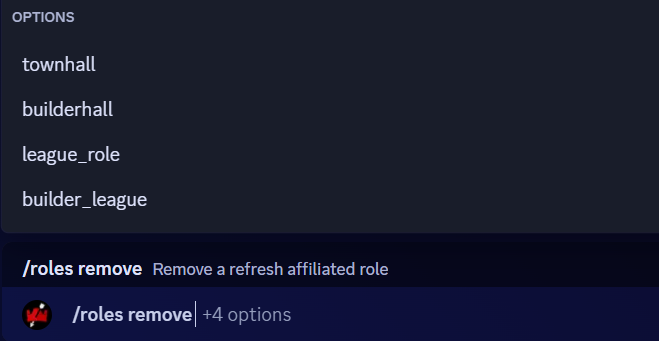 OPTIONS
townhall
builderhall
league_role
builder_league
/roles remove Remove a refresh affiliated role
/roles remove +4 options